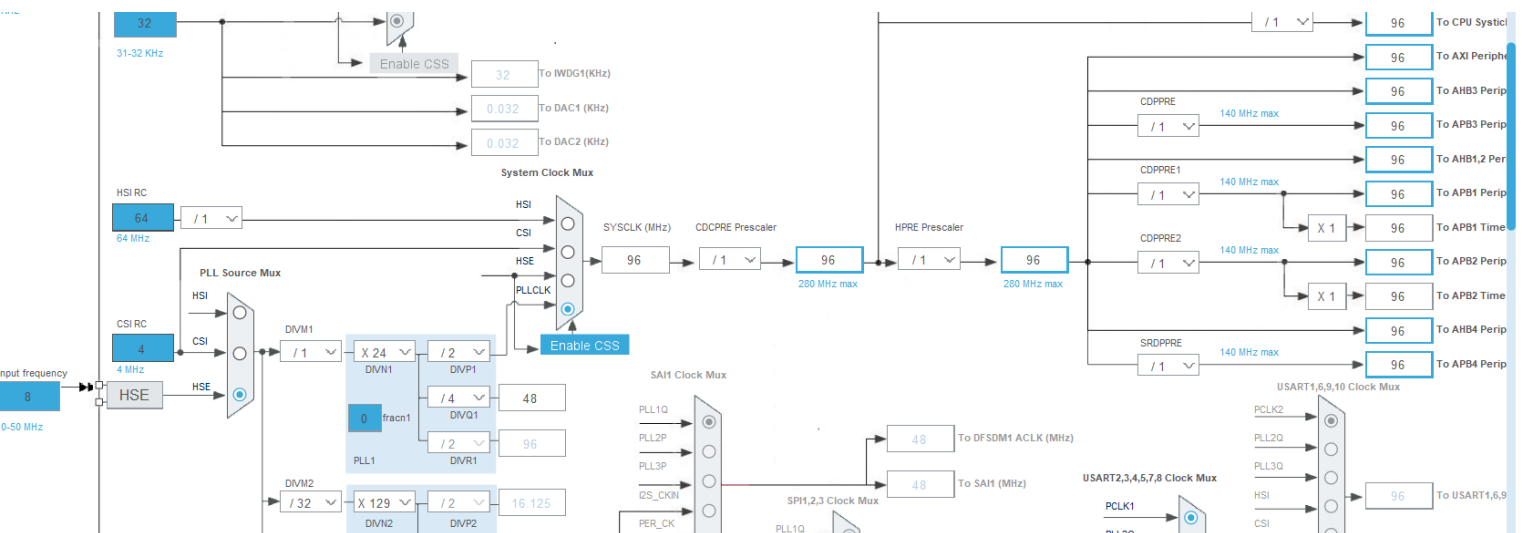 32
31-32 KHz
Enable CSS
32
To IWDG1(KHz)
0.032
To DAC1 (KHz)
0.032
To DAC2 (KHz)
System Clock Mux
HSI RC
64
64 MHz
/ 1
HSI
CSI
HSE
PLLCLK
Enable CSS
SYSCLK (MHz)
96
CDCPRE Prescaler
/ 1
96
280 MHz max
HPRE Prescaler
/ 1
96
280 MHz max
/ 1
96
To CPU Systicl
96
To AXI Periphe
96
To AHB3 Perip
CDPPRE
/ 1
140 MHz max
96
To APB3 Perip
96
To AHB1,2 Per
CDPPRE1
/ 1
140 MHz max
96
To APB1 Perip
X 1
96
To APB1 Time
CDPPRE2
/ 1
140 MHz max
96
To APB2 Perip
X 1
96
To APB2 Time
96
To AHB4 Perip
SRDPPRE
/ 1
140 MHz max
96
To APB4 Perip
PLL Source Mux
HSI
CSI
HSE
CSI RC
4
4 MHz
nput frequency
8
0-50 MHz
HSE
DIVM1
/ 1
X 24
DIVN1
/ 2
DIVP1
0
fracn1
/ 4
DIVQ1
48
/ 2
DIVR1
96
PLL1
DIVM2
/ 32
X 129
DIVN2
/ 2
DIVP2
16.125
SAI1 Clock Mux
PLL1Q
PLL2P
PLL3P
I2S_CKIN
PER_CK
48
To DFSDM1 ACLK (MHz)
48
To SAI1 (MHz)
SPI1,2,3 Clock Mux
PLL1Q
USART2,3,4,5,7,8 Clock Mux
PCLK1
USART1,6,9,10 Clock Mux
PCLK2
PLL2Q
PLL3Q
HSI
CSI
96
To USART1,6,9